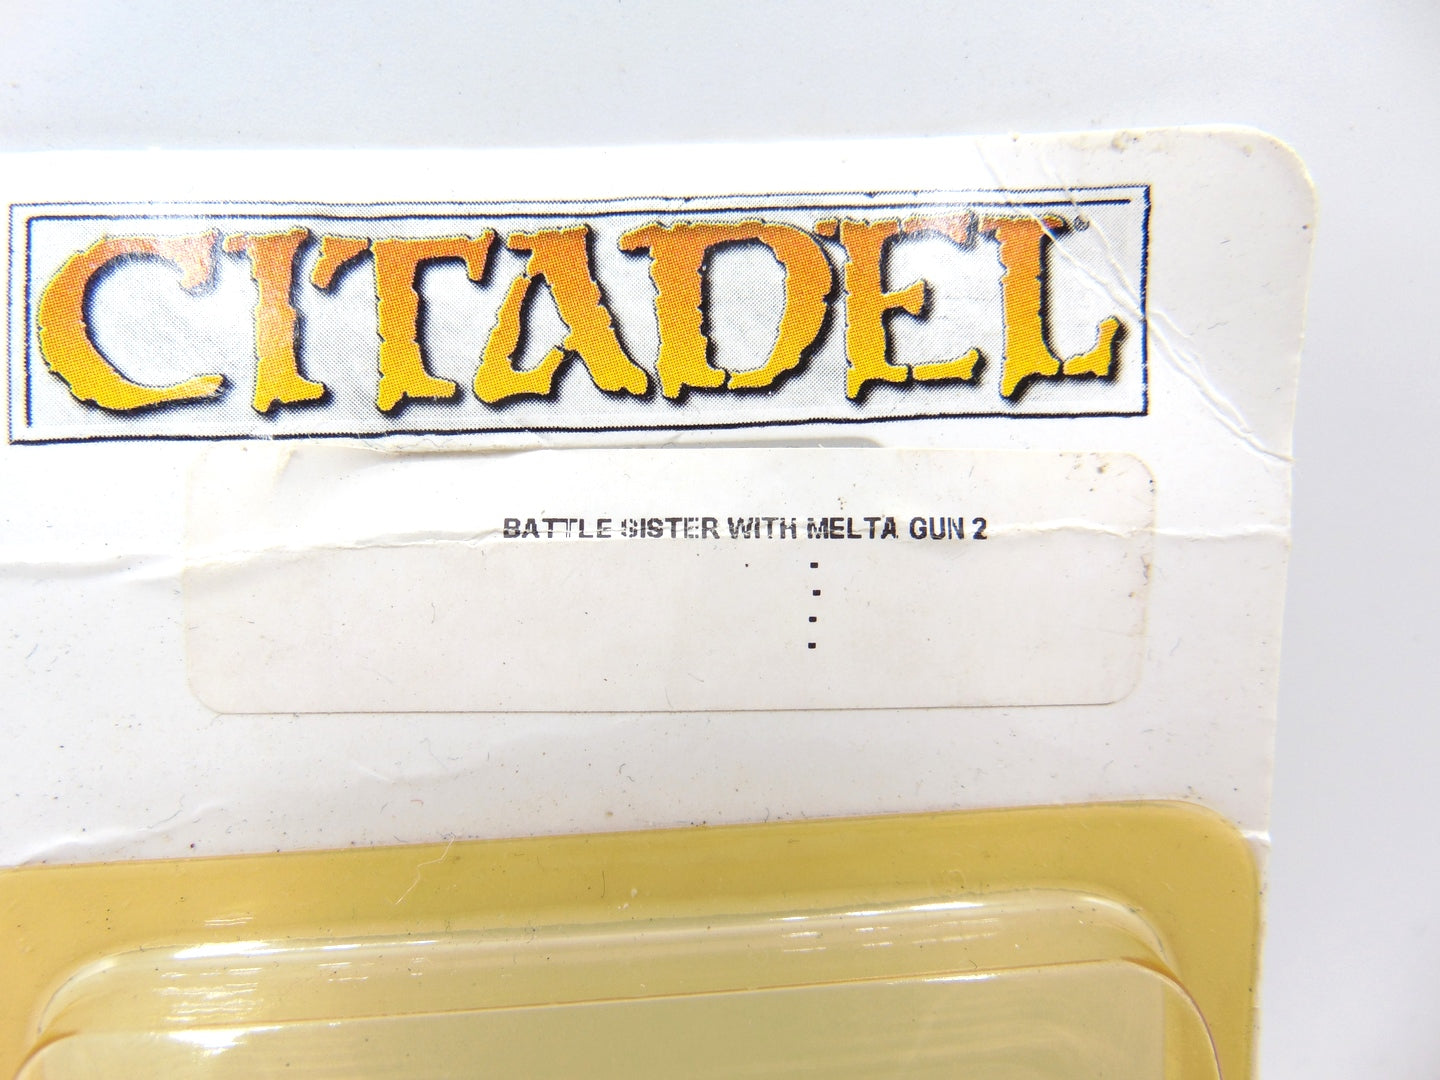 CITADEL
BATTLE SISTER WITH MELTA GUN 2